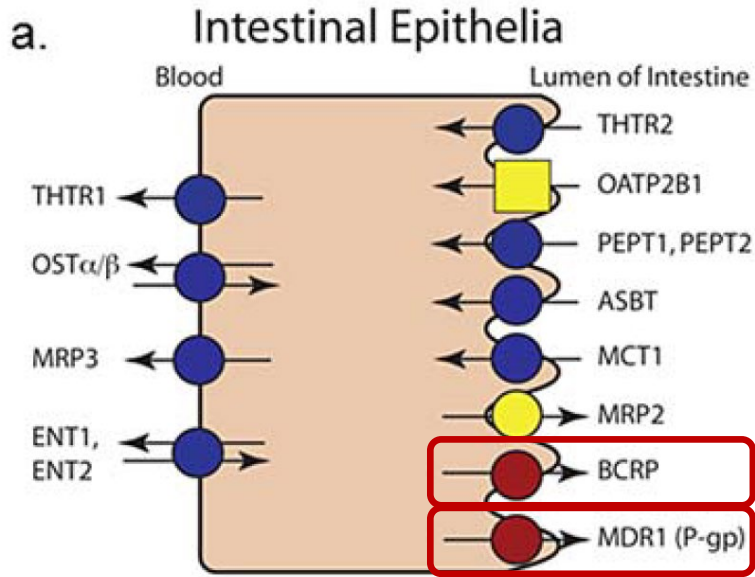 a.
Intestinal Epithelia
Blood
Lumen of Intestine
THTR1
OSTα/β
MRP3
ENT1,
ENT2
THTR2
OATP2B1
PEPT1, PEPT2
ASBT
MCT1
MRP2
BCRP
MDR1 (P-gp)